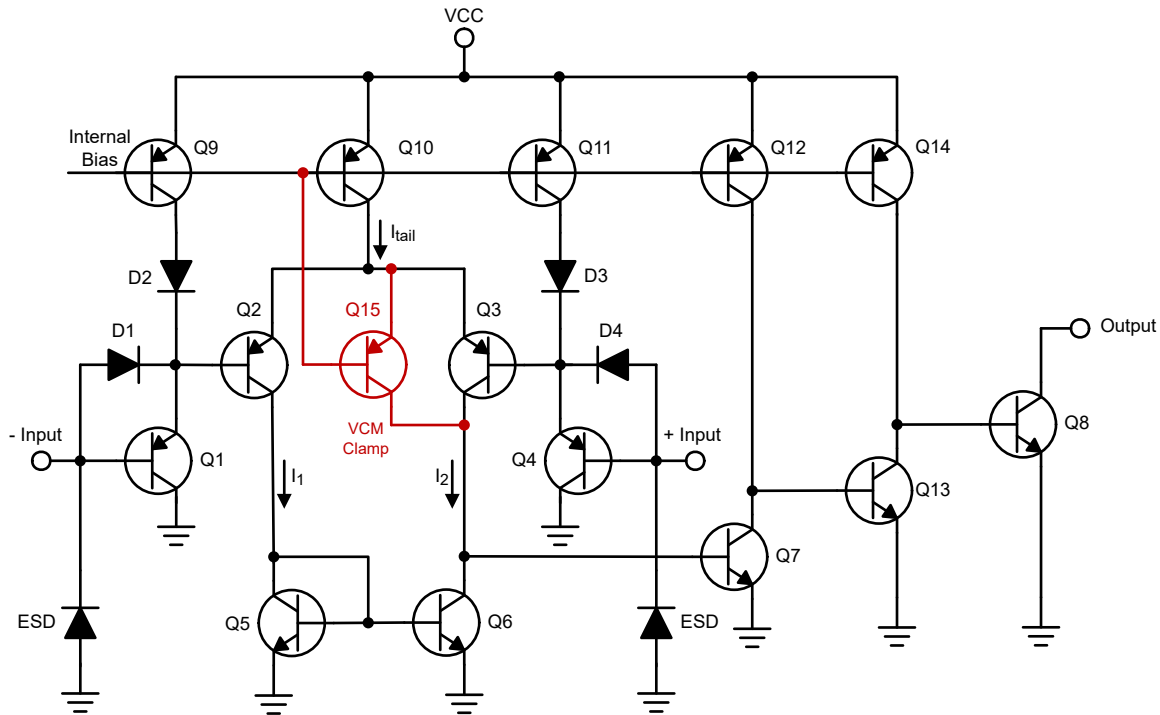 VCC
Internal
Bias
Q9
Q10
Q11
Q12
Q14
Itail
D2
D3
Q2
Q15
Q3
D1
D4
Output
VCM
Clamp
- Input
Q1
+ Input
Q4
Q8
I1
I2
Q13
Q7
ESD
Q5
Q6
ESD